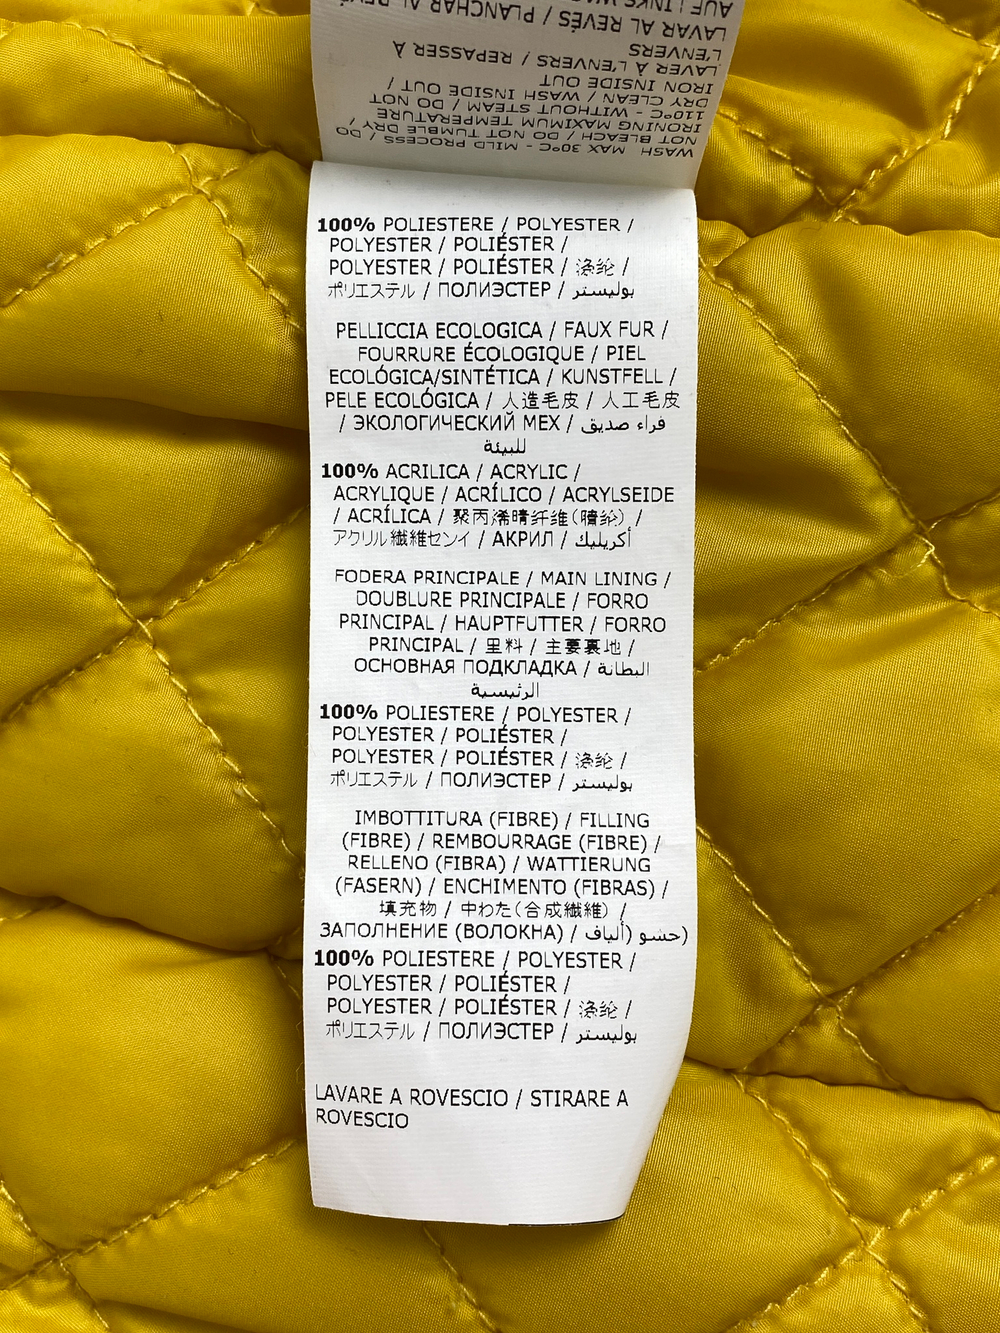 AUF LINKS WAS
LAVAR AL REVÉS / PLANCHAR AL REVÉ
L'ENVERS
LAVER À L'ENVERS / REPASSER À
IRON INSIDE OUT
DRY CLEAN / WASH INSIDE OUT /
110°C - WITHOUT STEAM / DO NOT
IRONING MAXIMUM TEMPERATURE
NOT BLEACH / DO NOT TUMBLE DRY /
WASH MAX 30°C - MILD PROCESS / DO
100% POLIESTERE / POLYESTER /
POLYESTER / POLIÉSTER /
POLYESTER / POLIÉSTER / 涤纶 /
ポリエステル / ПОЛИЭСТЕР / بوليستر
PELLICCIA ECOLOGICA / FAUX FUR /
FOURRURE ÉCOLOGIQUE / PIEL
ECOLÓGICA/SINTÉTICA / KUNSTFELL /
PELE ECOLÓGICA / 人造毛皮 / 人工毛皮
/ ЭКОЛОГИЧЕСКИЙ МЕХ / فراء صديق
للبيئة
100% ACRILICA / ACRYLIC /
ACRYLIQUE / ACRÍLICO / ACRYLSEIDE
/ ACRÍLICA / 聚丙烯腈纤维(腈纶) /
アクリル繊維センイ / АКРИЛ / أكريليك
FODERA PRINCIPALE / MAIN LINING /
DOUBLURE PRINCIPALE / FORRO
PRINCIPAL / HAUPTFUTTER / FORRO
PRINCIPAL / 里料 / 主要裏地 /
ОСНОВНАЯ ПОДКЛАДКА / البطانة
الرئيسية
100% POLIESTERE / POLYESTER /
POLYESTER / POLIÉSTER /
POLYESTER / POLIÉSTER / 涤纶 /
ポリエステル / ПОЛИЭСТЕР / بوليستر
IMBOTTITURA (FIBRE) / FILLING
(FIBRE) / REMBOURRAGE (FIBRE) /
RELLENO (FIBRA) / WATTIERUNG
(FASERN) / ENCHIMENTO (FIBRAS) /
填充物 / 中わた(合成繊維) /
ЗАПОЛНЕНИЕ (ВОЛОКНА) / حشو (ألياف)
100% POLIESTERE / POLYESTER /
POLYESTER / POLIÉSTER /
POLYESTER / POLIÉSTER / 涤纶 /
ポリエステル / ПОЛИЭСТЕР / بوليستر
LAVARE A ROVESCIO / STIRARE A
ROVESCIO